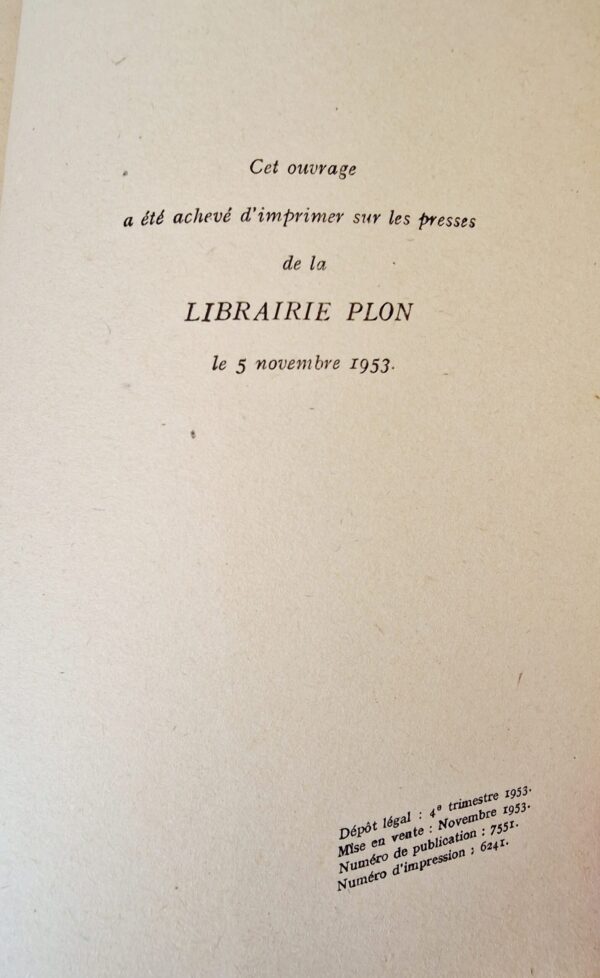 Cet ouvrage
a été achevé d'imprimer sur les presses
de la
LIBRAIRIE PLON
le 5 novembre 1953.
Dépôt légal : 4e trimestre 1953.
Mise en vente : Novembre 1953.
Numéro de publication : 7551.
Numéro d'impression : 6241.